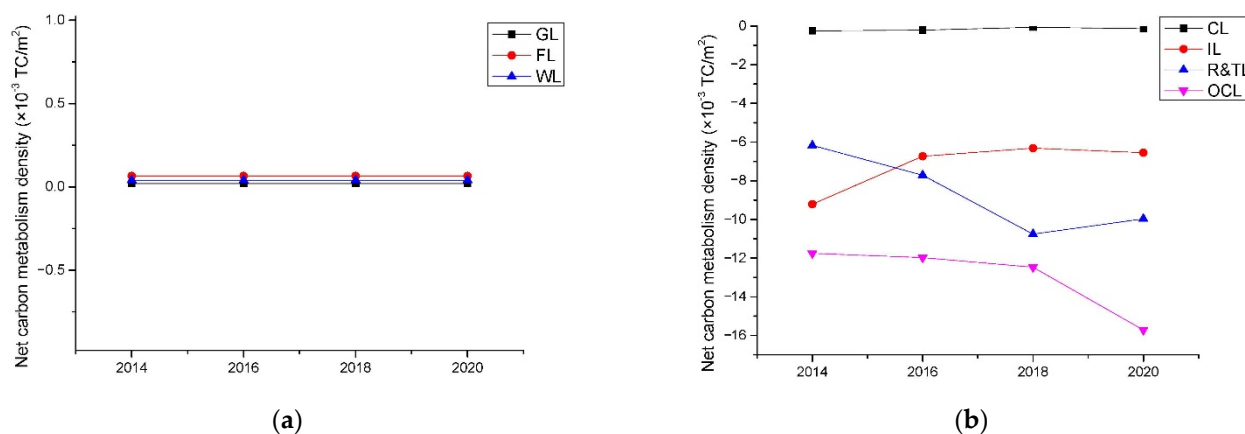 Net carbon metabolism density (×10⁻³ TC/m²)
1.0
0.5
0.0
−0.5
2014 2016 2018 2020
GL
FL
WL
(a)
Net carbon metabolism density (×10⁻³ TC/m²)
0
−2
−4
−6
−8
−10
−12
−14
−16
2014 2016 2018 2020
CL
IL
R&TL
OCL
(b)